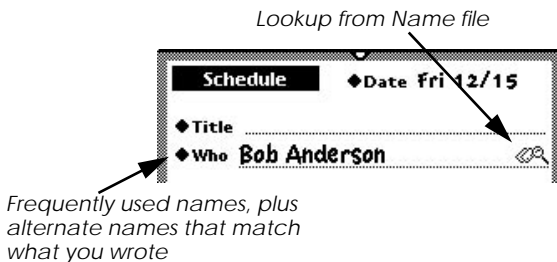 Lookup from Name file
Schedule ◆Date Fri 12/15
◆Title
◆Who Bob Anderson
Frequently used names, plus
alternate names that match
what you wrote